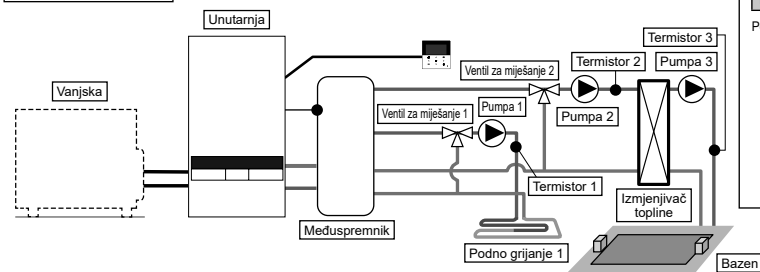 Unutarnja
Vanjska
Ventil za miješanje 2
Termistor 2
Termistor 3
Pumpa 3
Ventil za miješanje 1
Pumpa 1
Pumpa 2
Termistor 1
Međuspremnik
Podno grijanje 1
Izmjenjivač
topline
Bazen
P